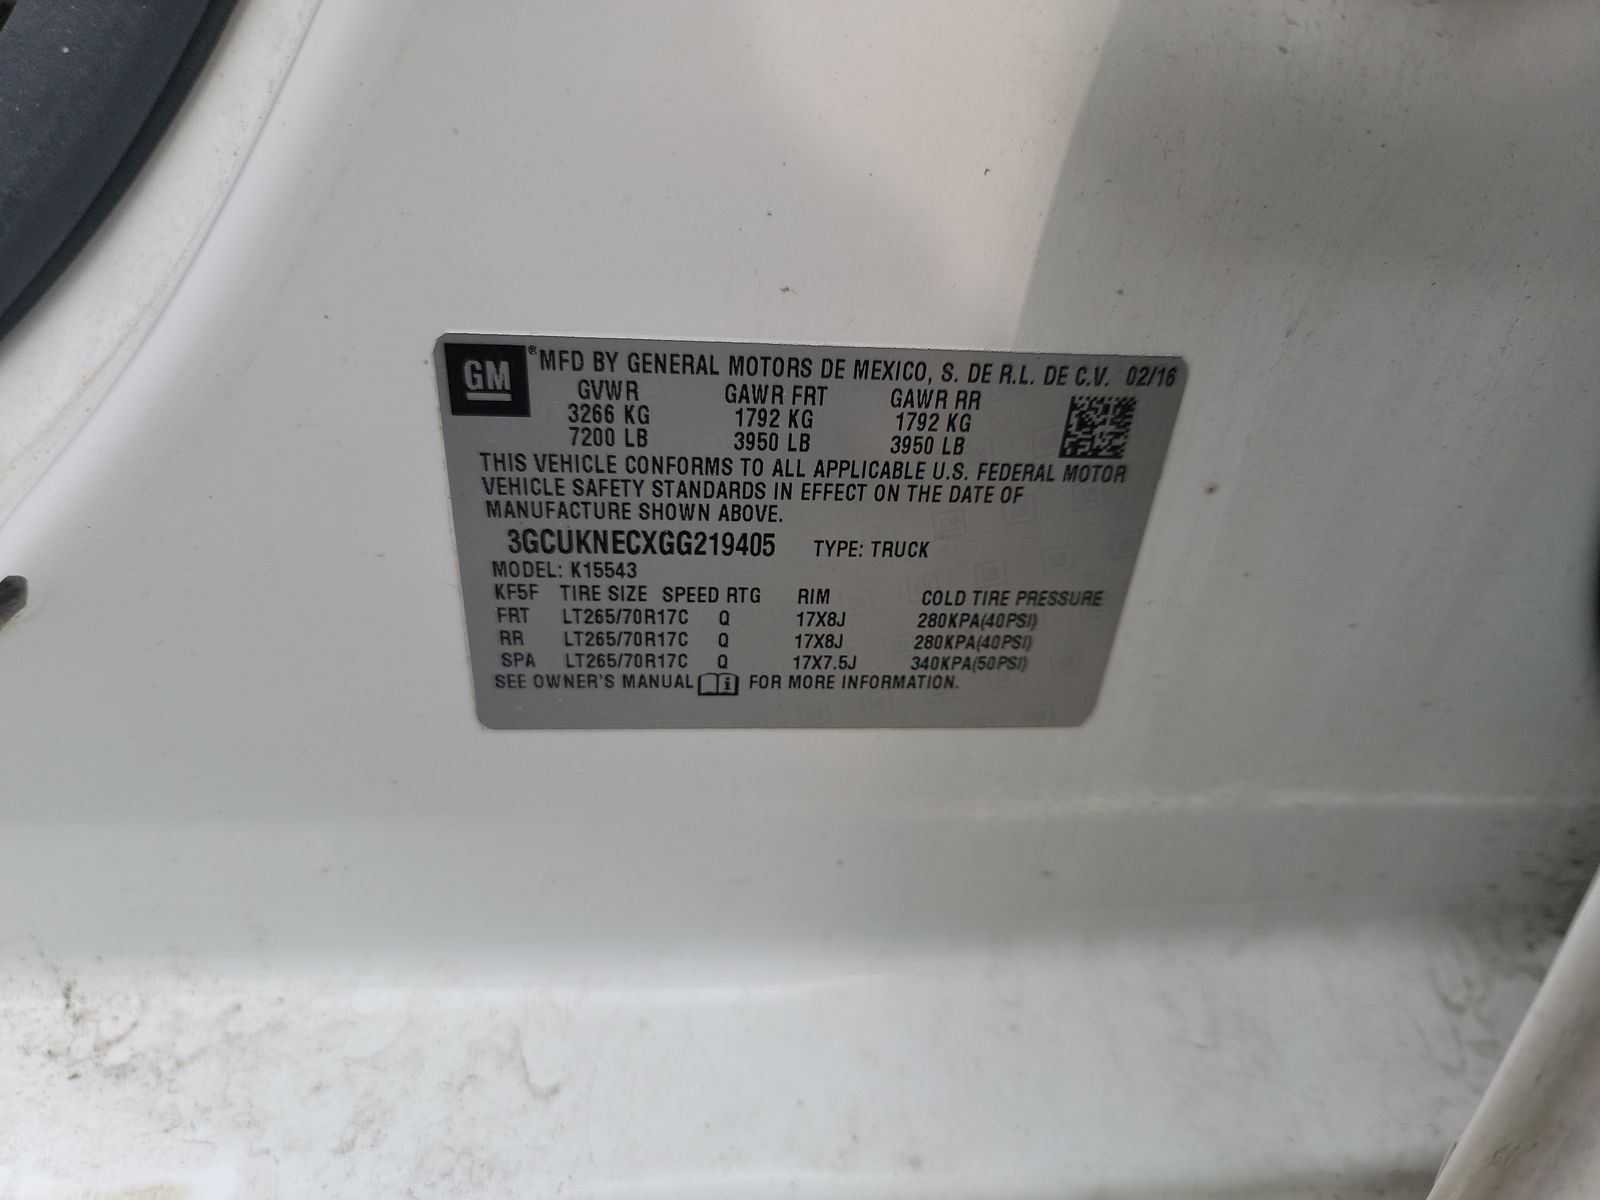 GM ® MFD BY GENERAL MOTORS DE MEXICO, S. DE R.L. DE C.V. 02/16
GVWR GAWR FRT GAWR RR
3266 KG 1792 KG 1792 KG
7200 LB 3950 LB 3950 LB
THIS VEHICLE CONFORMS TO ALL APPLICABLE U.S. FEDERAL MOTOR
VEHICLE SAFETY STANDARDS IN EFFECT ON THE DATE OF
MANUFACTURE SHOWN ABOVE.
3GCUKNECXGG219405 TYPE: TRUCK
MODEL: K15543
KF5F TIRE SIZE SPEED RTG RIM COLD TIRE PRESSURE
FRT LT265/70R17C Q 17X8J 280KPA(40PSI)
RR LT265/70R17C Q 17X8J 280KPA(40PSI)
SPA LT265/70R17C Q 17X7.5J 340KPA(50PSI)
SEE OWNER'S MANUAL i FOR MORE INFORMATION.